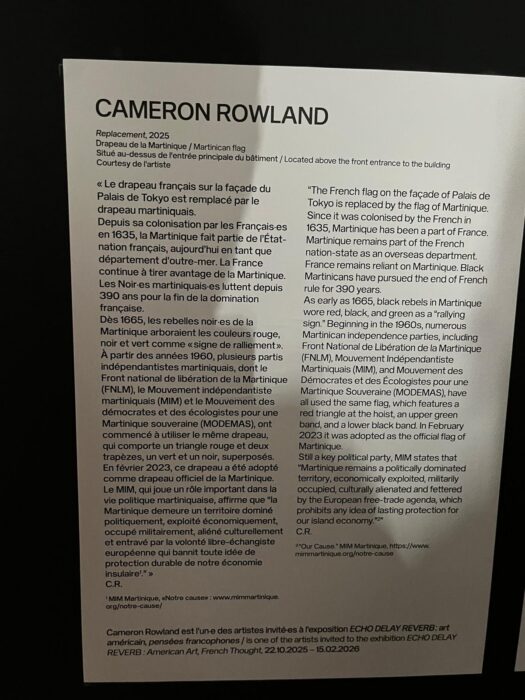 CAMERON ROWLAND
Replacement, 2025
Drapeau de la Martinique / Martinican flag
Situé au-dessus de l'entrée principale du bâtiment / Located above the front entrance to the building
Courtesy de l'artiste
« Le drapeau français sur la façade du
Palais de Tokyo est remplacé par le
drapeau martiniquais.
Depuis sa colonisation par les Français·es
en 1635, la Martinique fait partie de l'État-
nation français, aujourd'hui en tant que
département d'outre-mer. La France
continue à tirer avantage de la Martinique.
Les Noir·es martiniquais·es luttent depuis
390 ans pour la fin de la domination
française.
Dès 1665, les rebelles noir·es de la
Martinique arboraient les couleurs rouge,
noir et vert comme « signe de ralliement ».
À partir des années 1960, plusieurs partis
indépendantistes martiniquais, dont le
Front national de libération de la Martinique
(FNLM), le Mouvement indépendantiste
martiniquais (MIM) et le Mouvement des
démocrates et des écologistes pour une
Martinique souveraine (MODEMAS), ont
commencé à utiliser le même drapeau,
qui comporte un triangle rouge et deux
trapèzes, un vert et un noir, superposés.
En février 2023, ce drapeau a été adopté
comme drapeau officiel de la Martinique.
Le MIM, qui joue un rôle important dans la
vie politique martiniquaise, affirme que "la
Martinique demeure un territoire dominé
politiquement, exploité économiquement,
occupé militairement, aliéné culturellement
et entravé par la volonté libre-échangiste
européenne qui bannit toute idée de
protection durable de notre économie
insulaire¹." »
C.R.
¹ MIM Martinique, «Notre cause» : www.mimmartinique.
org/notre-cause/
"The French flag on the façade of Palais de
Tokyo is replaced by the flag of Martinique.
Since it was colonised by the French in
1635, Martinique has been a part of France.
Martinique remains part of the French
nation-state as an overseas department.
France remains reliant on Martinique. Black
Martinicans have pursued the end of French
rule for 390 years.
As early as 1665, black rebels in Martinique
wore red, black, and green as a "rallying
sign." Beginning in the 1960s, numerous
Martinican independence parties, including
Front National de Libération de la Martinique
(FNLM), Mouvement Indépendantiste
Martiniquais (MIM), and Mouvement des
Démocrates et des Écologistes pour une
Martinique Souveraine (MODEMAS), have
all used the same flag, which features a
red triangle at the hoist, an upper green
band, and a lower black band. In February
2023 it was adopted as the official flag of
Martinique.
Still a key political party, MIM states that
"Martinique remains a politically dominated
territory, economically exploited, militarily
occupied, culturally alienated and fettered
by the European free-trade agenda, which
prohibits any idea of lasting protection for
our island economy."²"
C.R.
² "Our Cause." MIM Martinique, https://www.
mimmartinique.org/notre-cause
Cameron Rowland est l'un·e des artistes invité·es à l'exposition ECHO DELAY REVERB : art
américain, pensées francophones / is one of the artists invited to the exhibition ECHO DELAY
REVERB : American Art, French Thought, 22.10.2025 – 15.02.2026